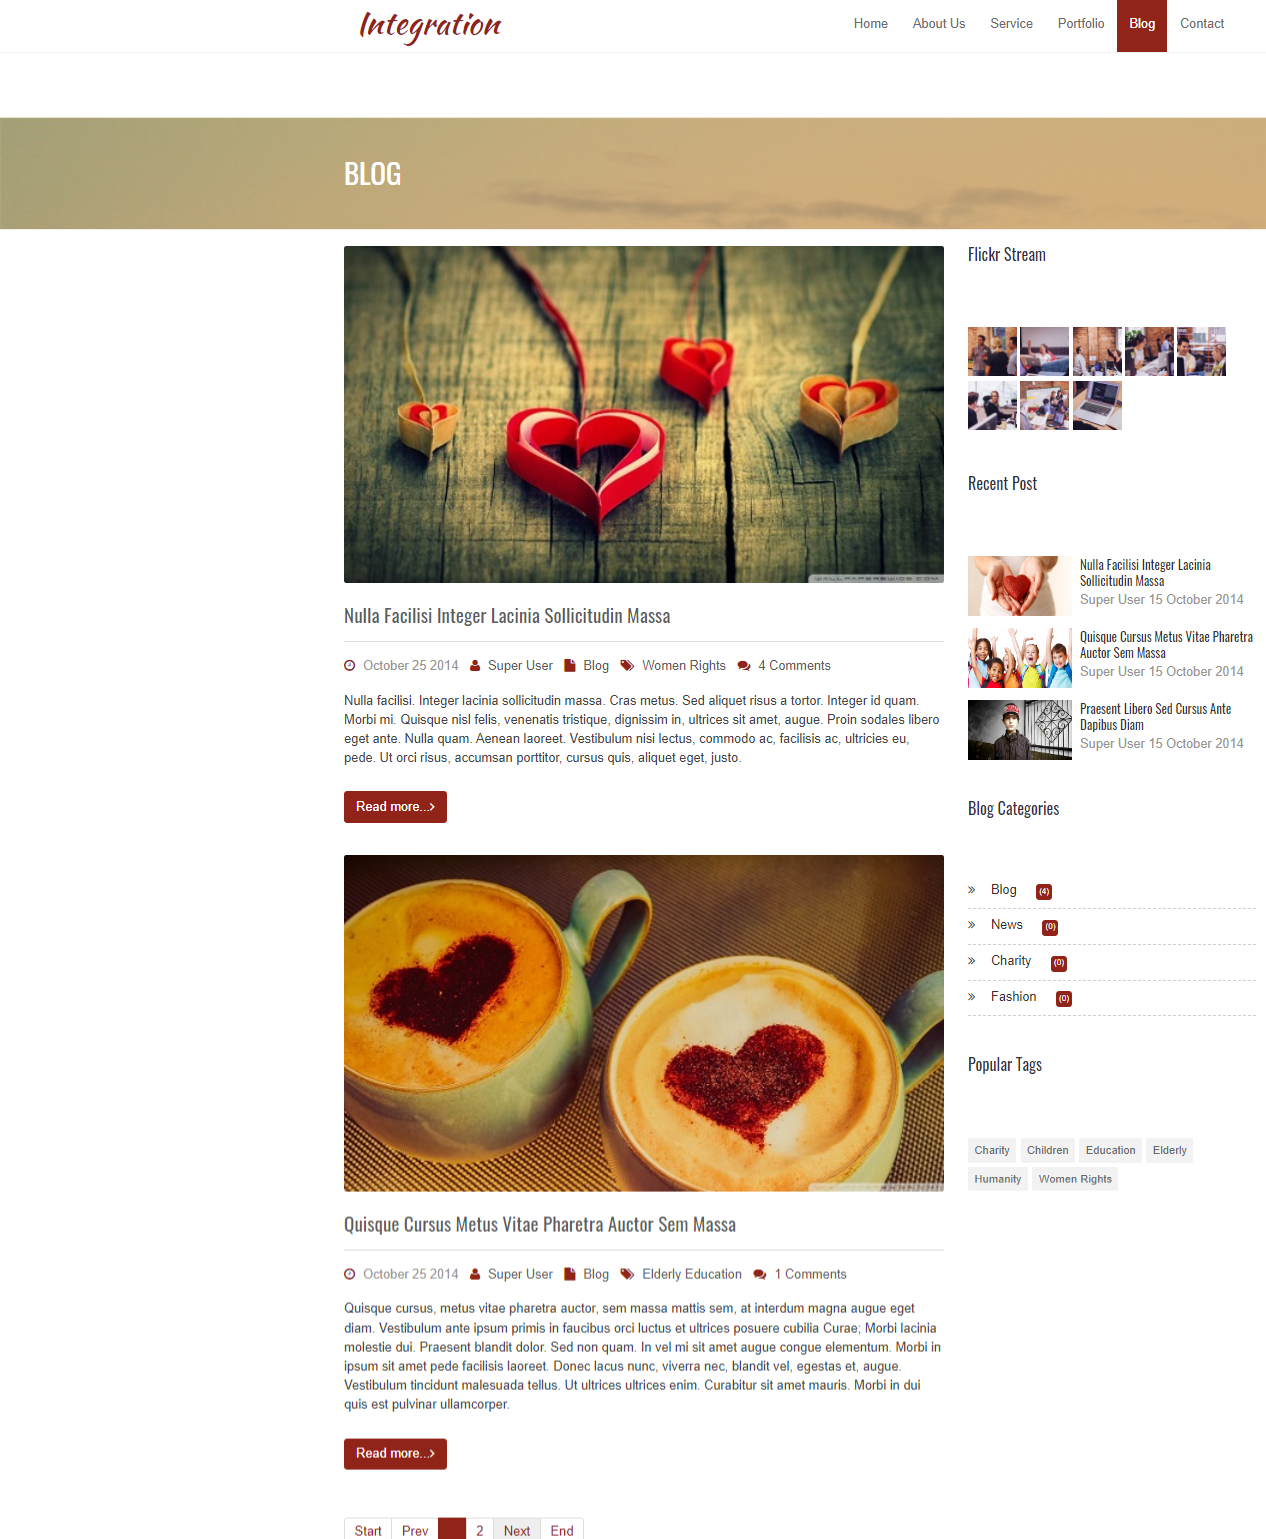 Integration
Home About Us Service Portfolio Blog Contact
BLOG
WALLPAPERSWIDE.COM
Nulla Facilisi Integer Lacinia Sollicitudin Massa
October 25 2014 Super User Blog Women Rights 4 Comments
Nulla facilisi. Integer lacinia sollicitudin massa. Cras metus. Sed aliquet risus a tortor. Integer id quam.
Morbi mi. Quisque nisl felis, venenatis tristique, dignissim in, ultrices sit amet, augue. Proin sodales libero
eget ante. Nulla quam. Aenean laoreet. Vestibulum nisi lectus, commodo ac, facilisis ac, ultricies eu,
pede. Ut orci risus, accumsan porttitor, cursus quis, aliquet eget, justo.
Read more...
Quisque Cursus Metus Vitae Pharetra Auctor Sem Massa
October 25 2014 Super User Blog Elderly Education 1 Comments
Quisque cursus, metus vitae pharetra auctor, sem massa mattis sem, at interdum magna augue eget
diam. Vestibulum ante ipsum primis in faucibus orci luctus et ultrices posuere cubilia Curae; Morbi lacinia
molestie dui. Praesent blandit dolor. Sed non quam. In vel mi sit amet augue congue elementum. Morbi in
ipsum sit amet pede facilisis laoreet. Donec lacus nunc, viverra nec, blandit vel, egestas et, augue.
Vestibulum tincidunt malesuada tellus. Ut ultrices ultrices enim. Curabitur sit amet mauris. Morbi in dui
quis est pulvinar ullamcorper.
Read more...
Start Prev 2 Next End
Flickr Stream
Recent Post
Nulla Facilisi Integer Lacinia
Sollicitudin Massa
Super User 15 October 2014
Quisque Cursus Metus Vitae Pharetra
Auctor Sem Massa
Super User 15 October 2014
Praesent Libero Sed Cursus Ante
Dapibus Diam
Super User 15 October 2014
Blog Categories
Blog (4)
News (0)
Charity (0)
Fashion (0)
Popular Tags
Charity Children Education Elderly
Humanity Women Rights